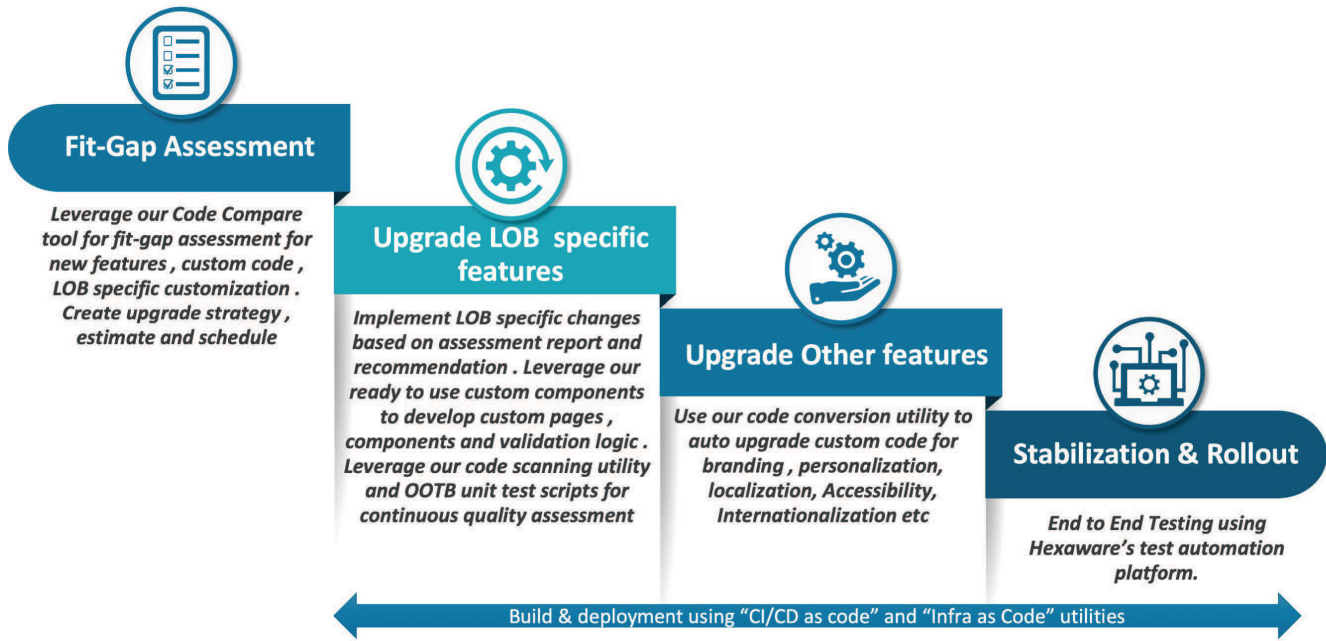 Fit-Gap Assessment
Leverage our Code Compare
tool for fit-gap assessment for
new features , custom code ,
LOB specific customization .
Create upgrade strategy ,
estimate and schedule
Upgrade LOB specific
features
Implement LOB specific changes
based on assessment report and
recommendation . Leverage our
ready to use custom components
to develop custom pages ,
components and validation logic .
Leverage our code scanning utility
and OOTB unit test scripts for
continuous quality assessment
Upgrade Other features
Use our code conversion utility to
auto upgrade custom code for
branding , personalization,
localization, Accessibility,
Internationalization etc
Stabilization & Rollout
End to End Testing using
Hexaware's test automation
platform.
Build & deployment using “CI/CD as code” and “Infra as Code” utilities